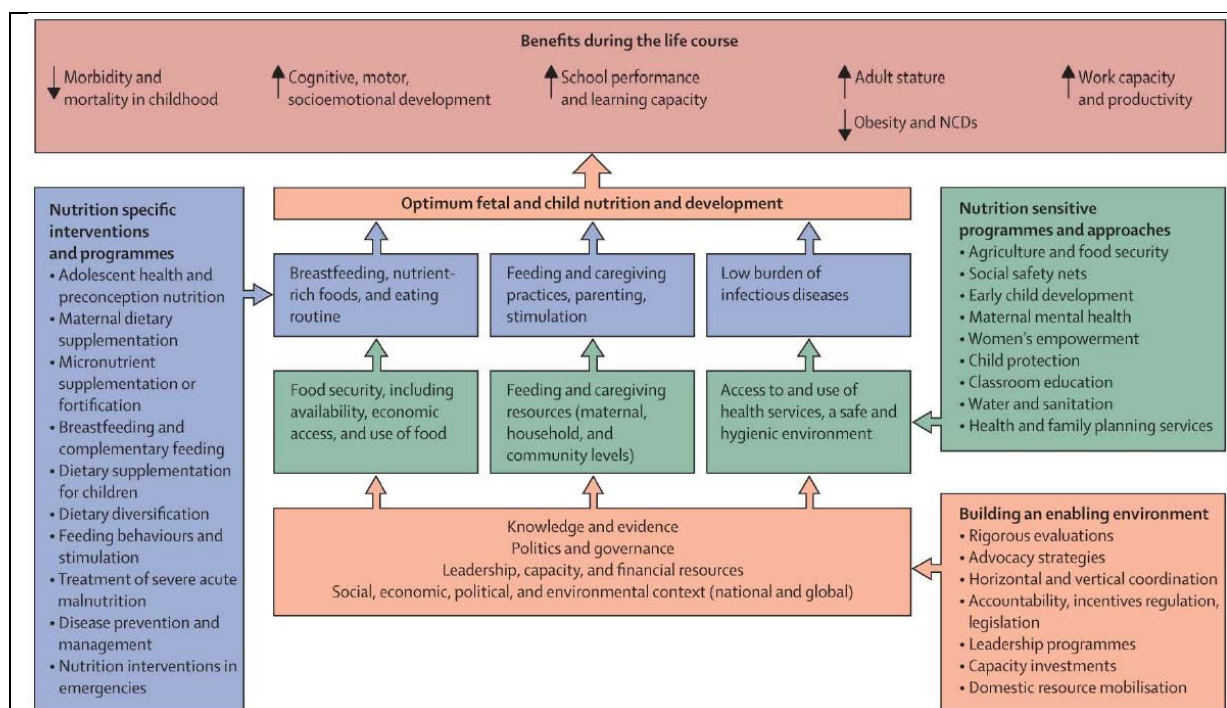 Benefits during the life course
Morbidity and
mortality in childhood
Cognitive, motor,
socioemotional development
School performance
and learning capacity
Adult stature
Obesity and NCDs
Work capacity
and productivity
Nutrition specific
interventions
and programmes
• Adolescent health and
preconception nutrition
• Maternal dietary
supplementation
• Micronutrient
supplementation or
fortification
• Breastfeeding and
complementary feeding
• Dietary supplementation
for children
• Dietary diversification
• Feeding behaviours and
stimulation
• Treatment of severe acute
malnutrition
• Disease prevention and
management
• Nutrition interventions in
emergencies
Optimum fetal and child nutrition and development
Breastfeeding, nutrient-
rich foods, and eating
routine
Feeding and caregiving
practices, parenting,
stimulation
Low burden of
infectious diseases
Food security, including
availability, economic
access, and use of food
Feeding and caregiving
resources (maternal,
household, and
community levels)
Access to and use of
health services, a safe and
hygienic environment
Knowledge and evidence
Politics and governance
Leadership, capacity, and financial resources
Social, economic, political, and environmental context (national and global)
Nutrition sensitive
programmes and approaches
• Agriculture and food security
• Social safety nets
• Early child development
• Maternal mental health
• Women's empowerment
• Child protection
• Classroom education
• Water and sanitation
• Health and family planning services
Building an enabling environment
• Rigorous evaluations
• Advocacy strategies
• Horizontal and vertical coordination
• Accountability, incentives regulation,
legislation
• Leadership programmes
• Capacity investments
• Domestic resource mobilisation